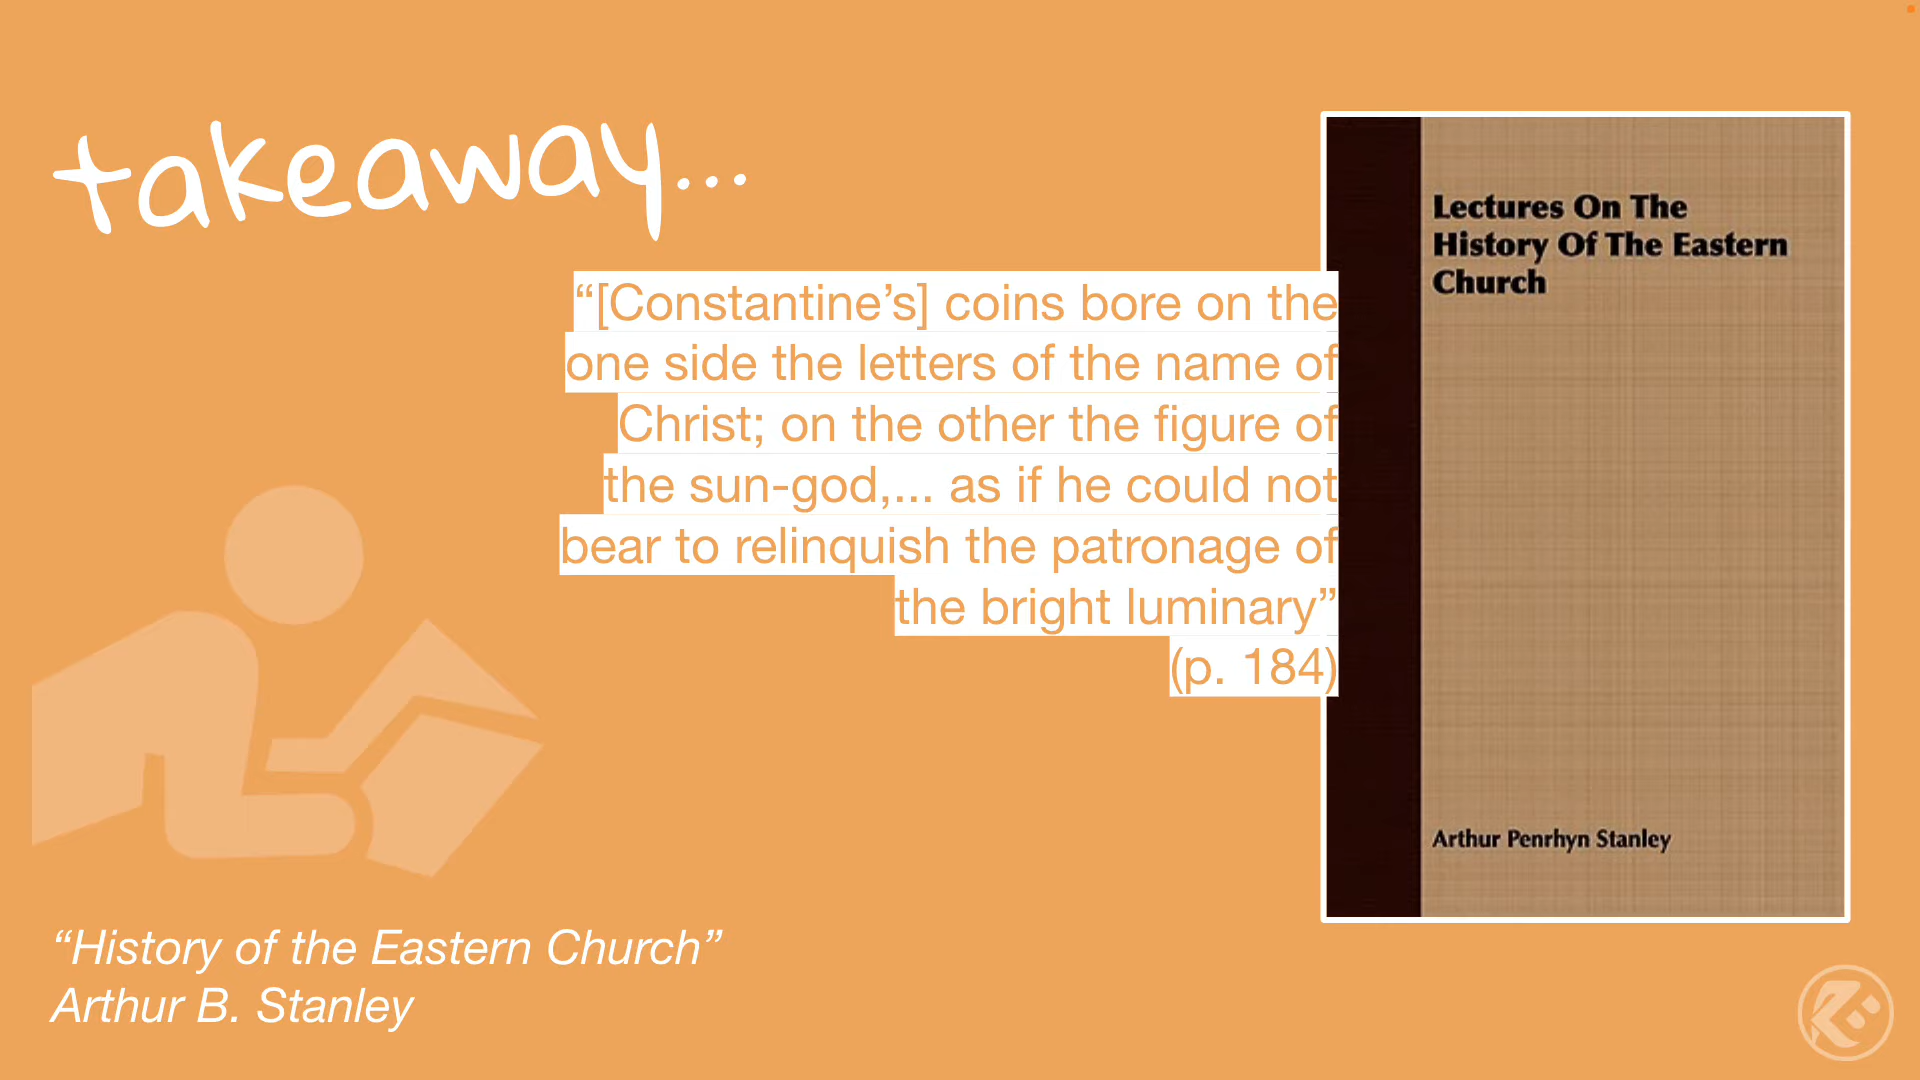 takeaway...
“[Constantine’s] coins bore on the
one side the letters of the name of
Christ; on the other the figure of
the sun-god,... as if he could not
bear to relinquish the patronage of
the bright luminary”
(p. 184)
Lectures On The
History Of The Eastern
Church
Arthur Penrhyn Stanley
“History of the Eastern Church”
Arthur B. Stanley